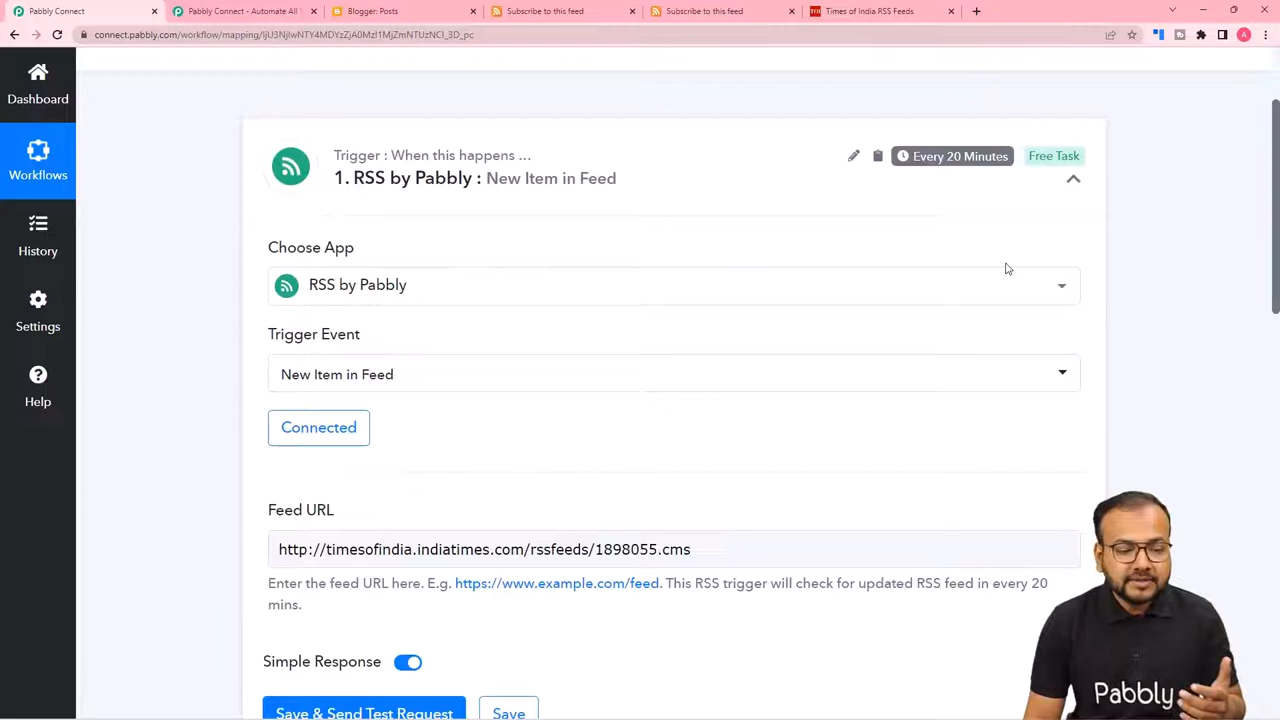 Pabbly Connect
Pabbly Connect - Automate All
Blogger: Posts
Subscribe to this feed
Subscribe to this feed
Times of India RSS Feeds
connect.pabbly.com/workflow/mapping/
Dashboard
Workflows
History
Settings
Help
Trigger : When this happens ...
Every 20 Minutes
Free Task
1. RSS by Pabbly : New Item in Feed
Choose App
RSS by Pabbly
Trigger Event
New Item in Feed
Connected
Feed URL
http://timesofindia.indiatimes.com/rssfeeds/1898055.cms
Enter the feed URL here. E.g. https://www.example.com/feed. This RSS trigger will check for updated RSS feed in every 20
mins.
Simple Response
Save & Send Test Request
Save
Pabbly